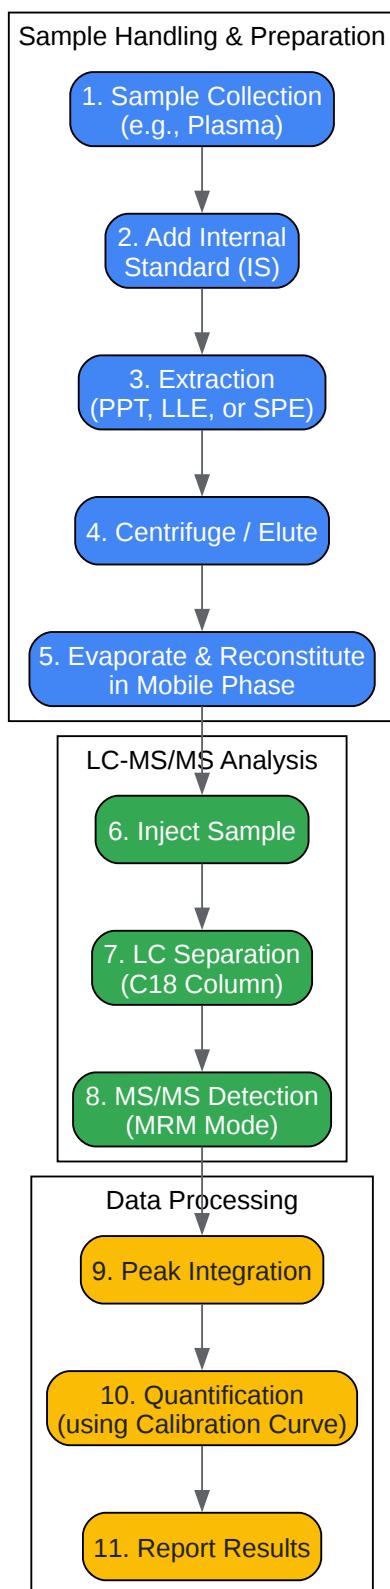 Sample Handling & Preparation
1. Sample Collection
(e.g., Plasma)
2. Add Internal
Standard (IS)
3. Extraction
(PPT, LLE, or SPE)
4. Centrifuge / Elute
5. Evaporate & Reconstitute
in Mobile Phase
LC-MS/MS Analysis
6. Inject Sample
7. LC Separation
(C18 Column)
8. MS/MS Detection
(MRM Mode)
Data Processing
9. Peak Integration
10. Quantification
(using Calibration Curve)
11. Report Results